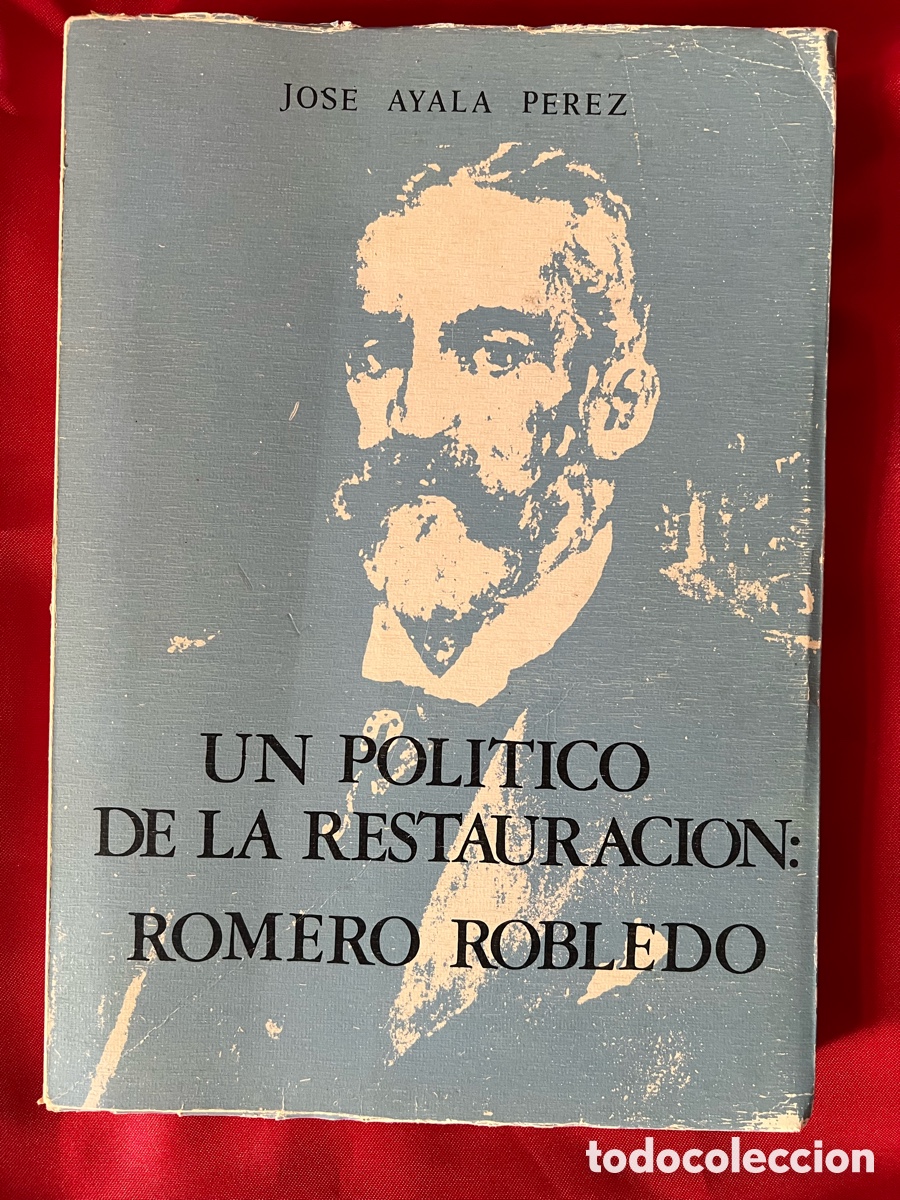 JOSE AYALA PEREZ
UN POLITICO
DE LA RESTAURACION:
ROMERO ROBLEDO
todocoleccion